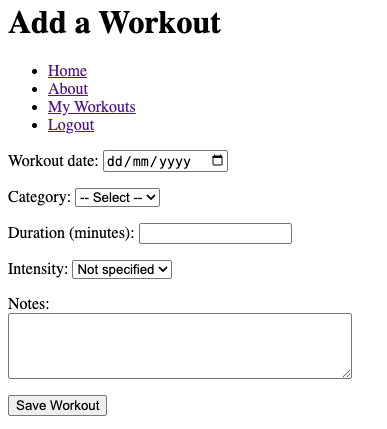 Add a Workout
Home
About
My Workouts
Logout
Workout date: dd/mm/yyyy
Category: -- Select --
Duration (minutes):
Intensity: Not specified
Notes:
Save Workout